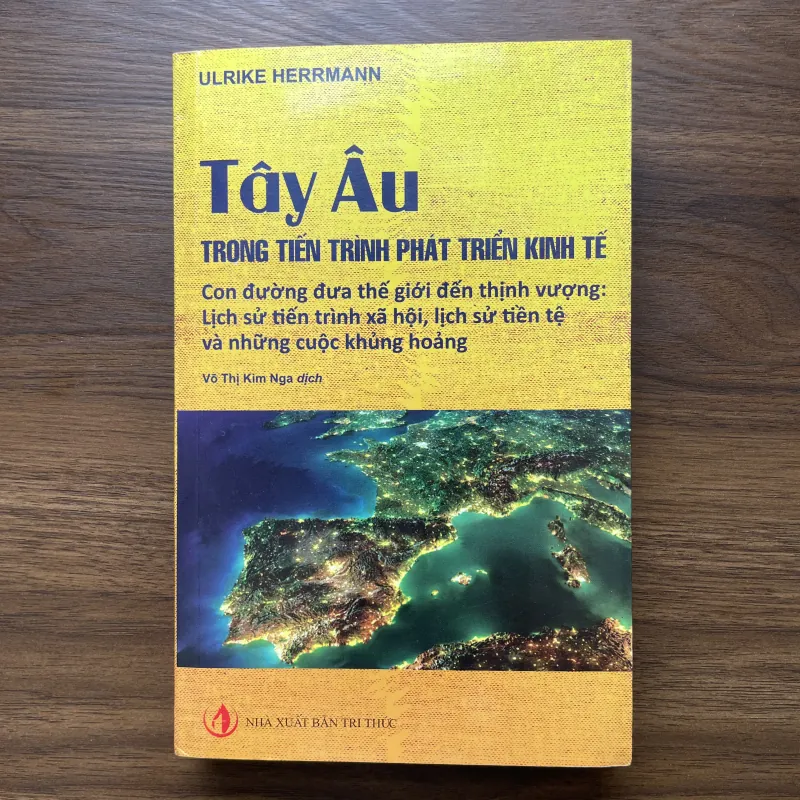 ULRIKE HERRMANN
Tây Âu
TRONG TIẾN TRÌNH PHÁT TRIỂN KINH TẾ
Con đường đưa thế giới đến thịnh vượng:
Lịch sử tiến trình xã hội, lịch sử tiền tệ
và những cuộc khủng hoảng
Võ Thị Kim Nga dịch
NHÀ XUẤT BẢN TRI THỨC